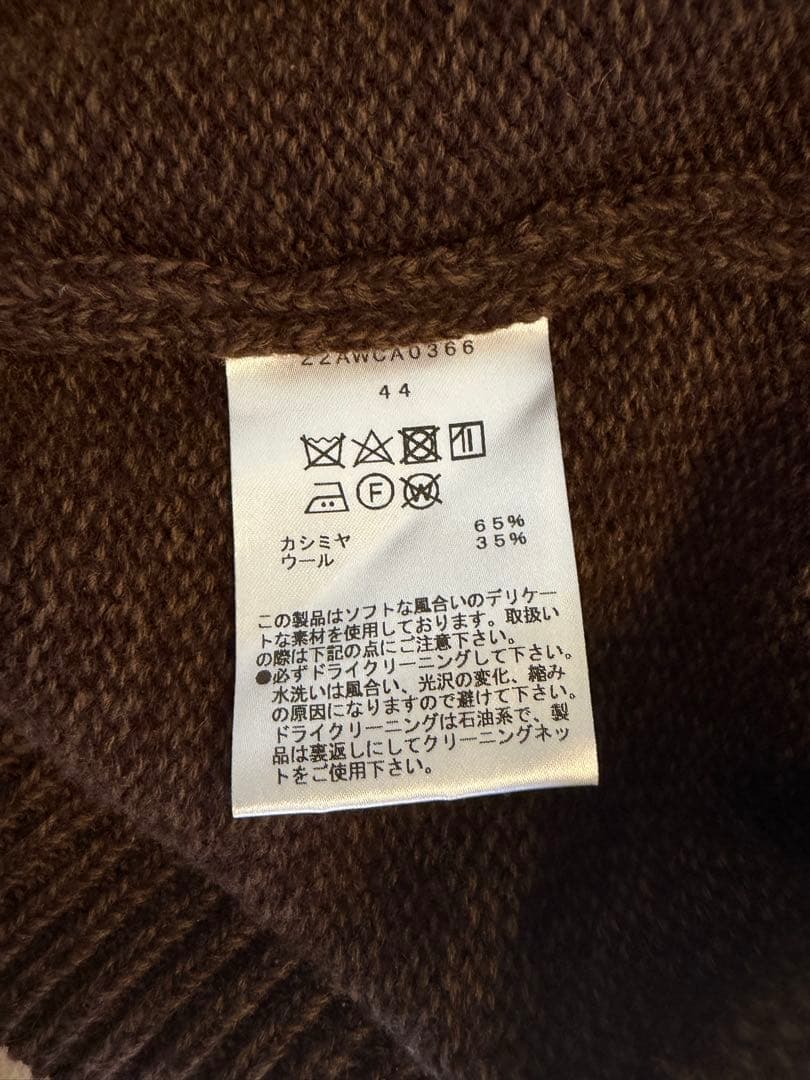 22AWCA0366
44
F W
カシミヤ 65%
ウール 35%
この製品はソフトな風合いのデリケー
トな素材を使用しております。取扱い
の際は下記の点にご注意下さい。
●必ずドライクリーニングして下さい。
水洗いは風合い、光沢の変化、縮み
の原因になりますので避けて下さい。
ドライクリーニングは石油系で、製
品は裏返しにしてクリーニングネッ
トをご使用下さい。